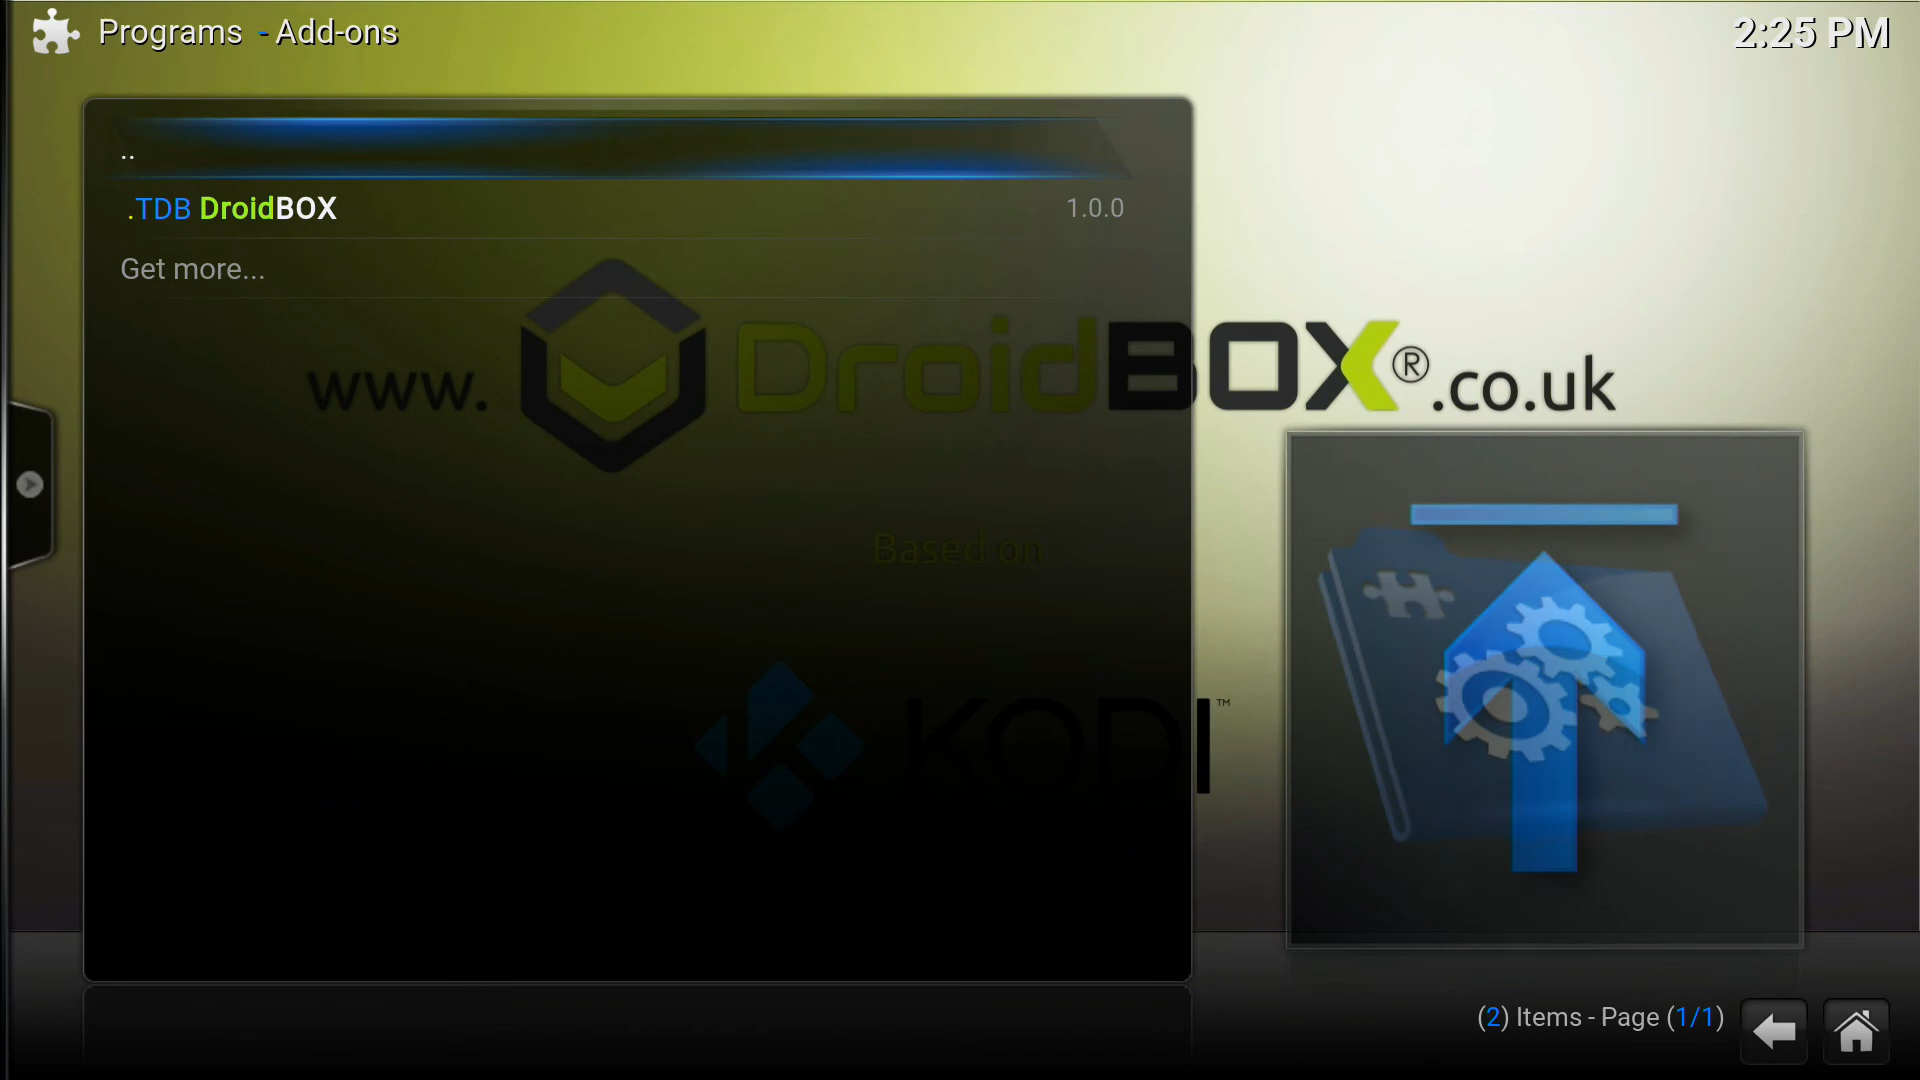 Programs - Add-ons
2:25 PM
..
.TDB DroidBOX 1.0.0
Get more...
www. DroidBOX® .co.uk
Based on
KODI™
(2) Items - Page (1/1)